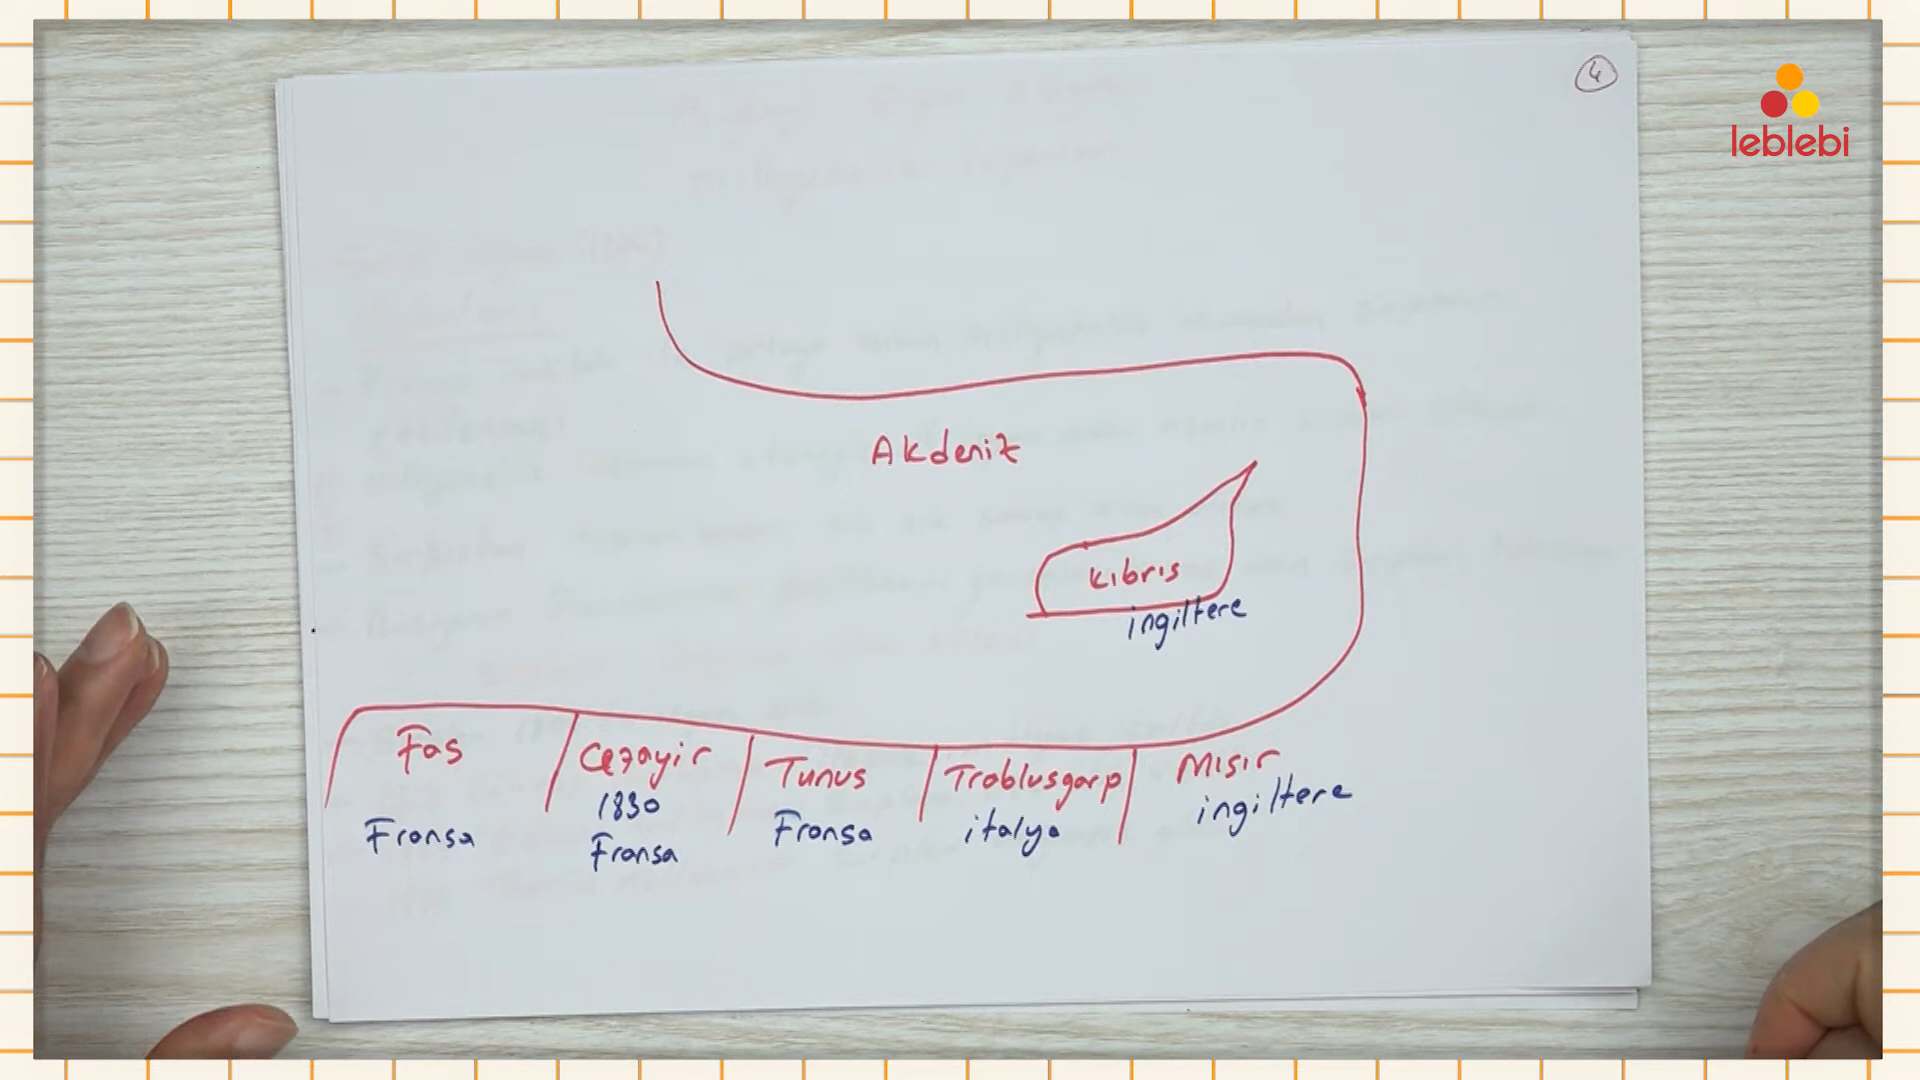 4
leblebi
Akdeniz
Kıbrıs
ingiltere
Fas
Cezayir
Tunus
Trablusgarp
Mısır
1830
Fransa
Fransa
Fransa
italya
ingiltere